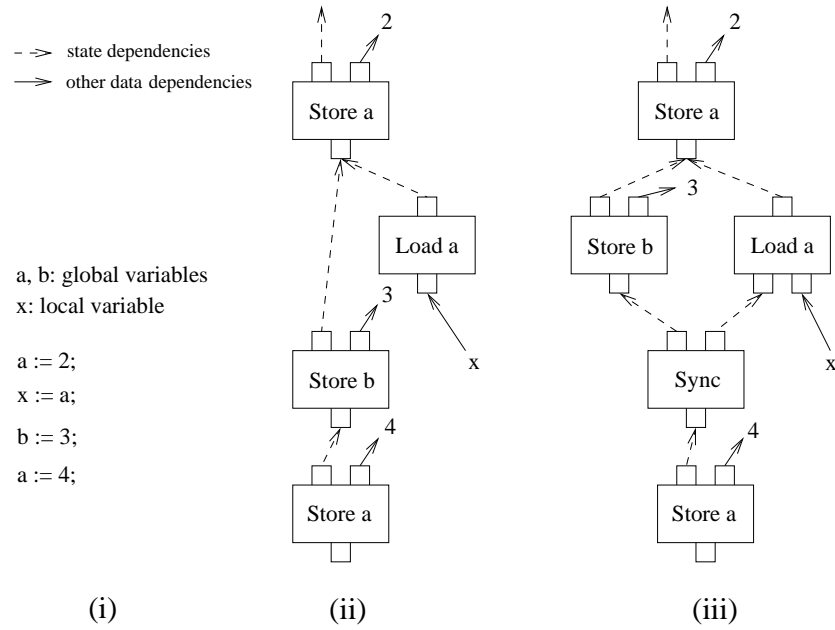 state dependencies
other data dependencies
a, b: global variables
x: local variable
a := 2;
x := a;
b := 3;
a := 4;
(i)
2
Store a
Load a
3
x
Store b
4
Store a
(ii)
2
Store a
3
Store b
Load a
x
Sync
4
Store a
(iii)